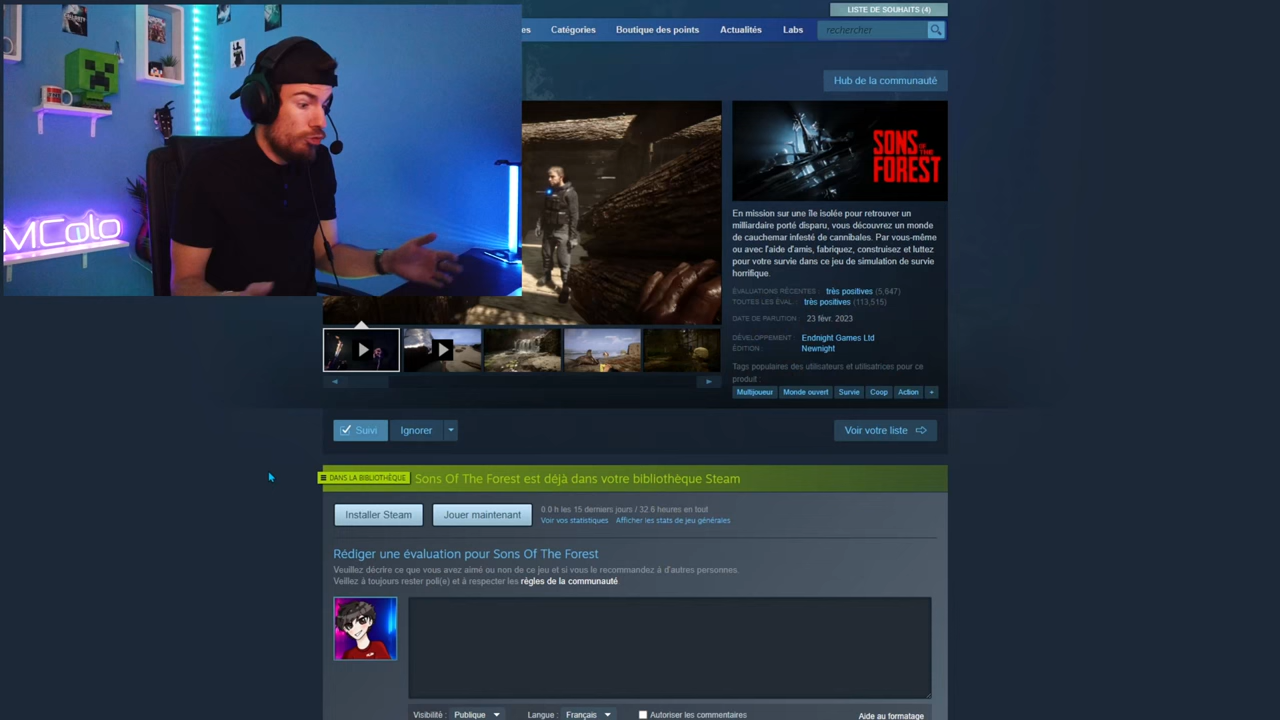 LISTE DE SOUHAITS (4)
es Catégories Boutique des points Actualités Labs rechercher
Hub de la communauté
MColo
SONS
OF THE
FOREST
En mission sur une île isolée pour retrouver un
milliardaire porté disparu, vous découvrez un monde
de cauchemar infesté de cannibales. Par vous-même
ou avec l'aide d'amis, fabriquez, construisez et luttez
pour votre survie dans ce jeu de simulation de survie
horrifique.
ÉVALUATIONS RÉCENTES : très positives (5,647)
TOUTES LES ÉVAL. : très positives (113,515)
DATE DE PARUTION : 23 févr. 2023
DÉVELOPPEMENT : Endnight Games Ltd
ÉDITION : Newnight
Tags populaires des utilisateurs et utilisatrices pour ce
produit :
Multijoueur Monde ouvert Survie Coop Action +
Suivi Ignorer Voir votre liste
DANS LA BIBLIOTHÈQUE Sons Of The Forest est déjà dans votre bibliothèque Steam
Installer Steam Jouer maintenant 0.0 h les 15 derniers jours / 32.6 heures en tout
Voir vos statistiques Afficher les stats de jeu générales
Rédiger une évaluation pour Sons Of The Forest
Veuillez décrire ce que vous avez aimé ou non de ce jeu et si vous le recommandez à d'autres personnes.
Veillez à toujours rester poli(e) et à respecter les règles de la communauté.
Visibilité : Publique Langue : Français Autoriser les commentaires Aide au formatage